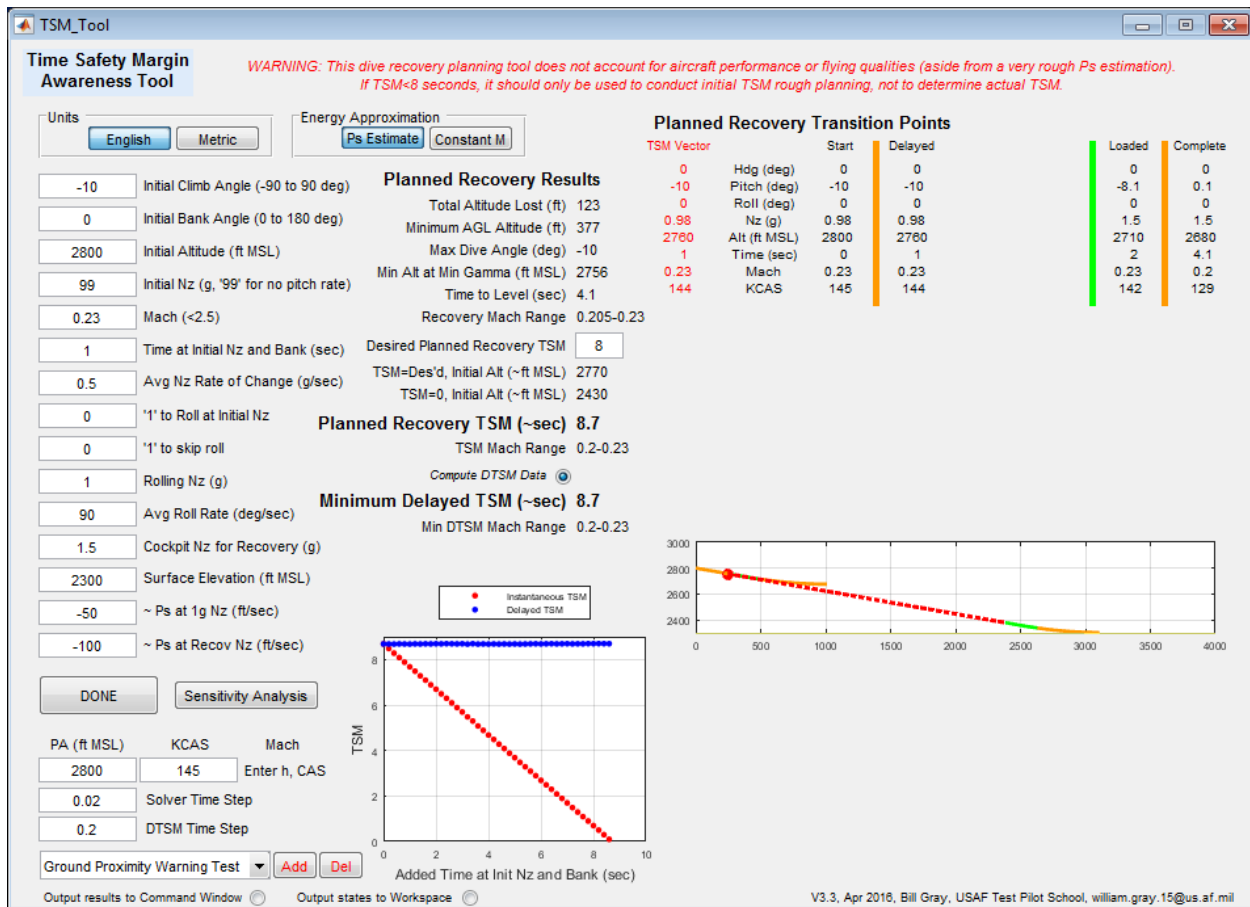 TSM_Tool
Time Safety Margin
Awareness Tool
WARNING: This dive recovery planning tool does not account for aircraft performance or flying qualities (aside from a very rough Ps estimation).
If TSM<8 seconds, it should only be used to conduct initial TSM rough planning, not to determine actual TSM.
Units
English Metric
Energy Approximation
Ps Estimate Constant M
-10 Initial Climb Angle (-90 to 90 deg)
0 Initial Bank Angle (0 to 180 deg)
2800 Initial Altitude (ft MSL)
99 Initial Nz (g, '99' for no pitch rate)
0.23 Mach (<2.5)
1 Time at Initial Nz and Bank (sec)
0.5 Avg Nz Rate of Change (g/sec)
0 '1' to Roll at Initial Nz
0 '1' to skip roll
1 Rolling Nz (g)
90 Avg Roll Rate (deg/sec)
1.5 Cockpit Nz for Recovery (g)
2300 Surface Elevation (ft MSL)
-50 ~ Ps at 1g Nz (ft/sec)
-100 ~ Ps at Recov Nz (ft/sec)
DONE Sensitivity Analysis
PA (ft MSL) KCAS Mach
2800 145 Enter h, CAS
0.02 Solver Time Step
0.2 DTSM Time Step
Ground Proximity Warning Test Add Del
Output results to Command Window Output states to Workspace
Planned Recovery Results
Total Altitude Lost (ft) 123
Minimum AGL Altitude (ft) 377
Max Dive Angle (deg) -10
Min Alt at Min Gamma (ft MSL) 2756
Time to Level (sec) 4.1
Recovery Mach Range 0.205-0.23
Desired Planned Recovery TSM 8
TSM=Des'd, Initial Alt (~ft MSL) 2770
TSM=0, Initial Alt (~ft MSL) 2430
Planned Recovery TSM (~sec) 8.7
TSM Mach Range 0.2-0.23
Compute DTSM Data
Minimum Delayed TSM (~sec) 8.7
Min DTSM Mach Range 0.2-0.23
Instantaneous TSM
Delayed TSM
TSM
8
6
4
2
0
0 2 4 6 8 10
Added Time at Init Nz and Bank (sec)
Planned Recovery Transition Points
TSM Vector Start Delayed Loaded Complete
0 Hdg (deg) 0 0 0 0
-10 Pitch (deg) -10 -10 -8.1 0.1
0 Roll (deg) 0 0 0 0
0.98 Nz (g) 0.98 0.98 1.5 1.5
2760 Alt (ft MSL) 2800 2760 2710 2680
1 Time (sec) 0 1 2 4.1
0.23 Mach 0.23 0.23 0.23 0.2
144 KCAS 145 144 142 129
3000
2800
2600
2400
0 500 1000 1500 2000 2500 3000 3500 4000
V3.3, Apr 2016, Bill Gray, USAF Test Pilot School, william.gray.15@us.af.mil